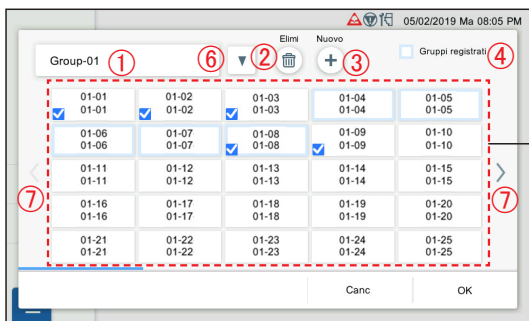 05/02/2019 Ma 08:05 PM
Elimi Nuovo
Group-01 ① ⑥ ▼ ② + ③ Gruppi registrati ④
01-01 01-02 01-03 01-04 01-05
01-01 01-02 01-03 01-04 01-05
01-06 01-07 01-08 01-09 01-10
01-06 01-07 01-08 01-09 01-10
01-11 01-12 01-13 01-14 01-15
01-11 01-12 01-13 01-14 01-15
⑦ ⑦
01-16 01-17 01-18 01-19 01-20
01-16 01-17 01-18 01-19 01-20
01-21 01-22 01-23 01-24 01-25
01-21 01-22 01-23 01-24 01-25
Canc OK